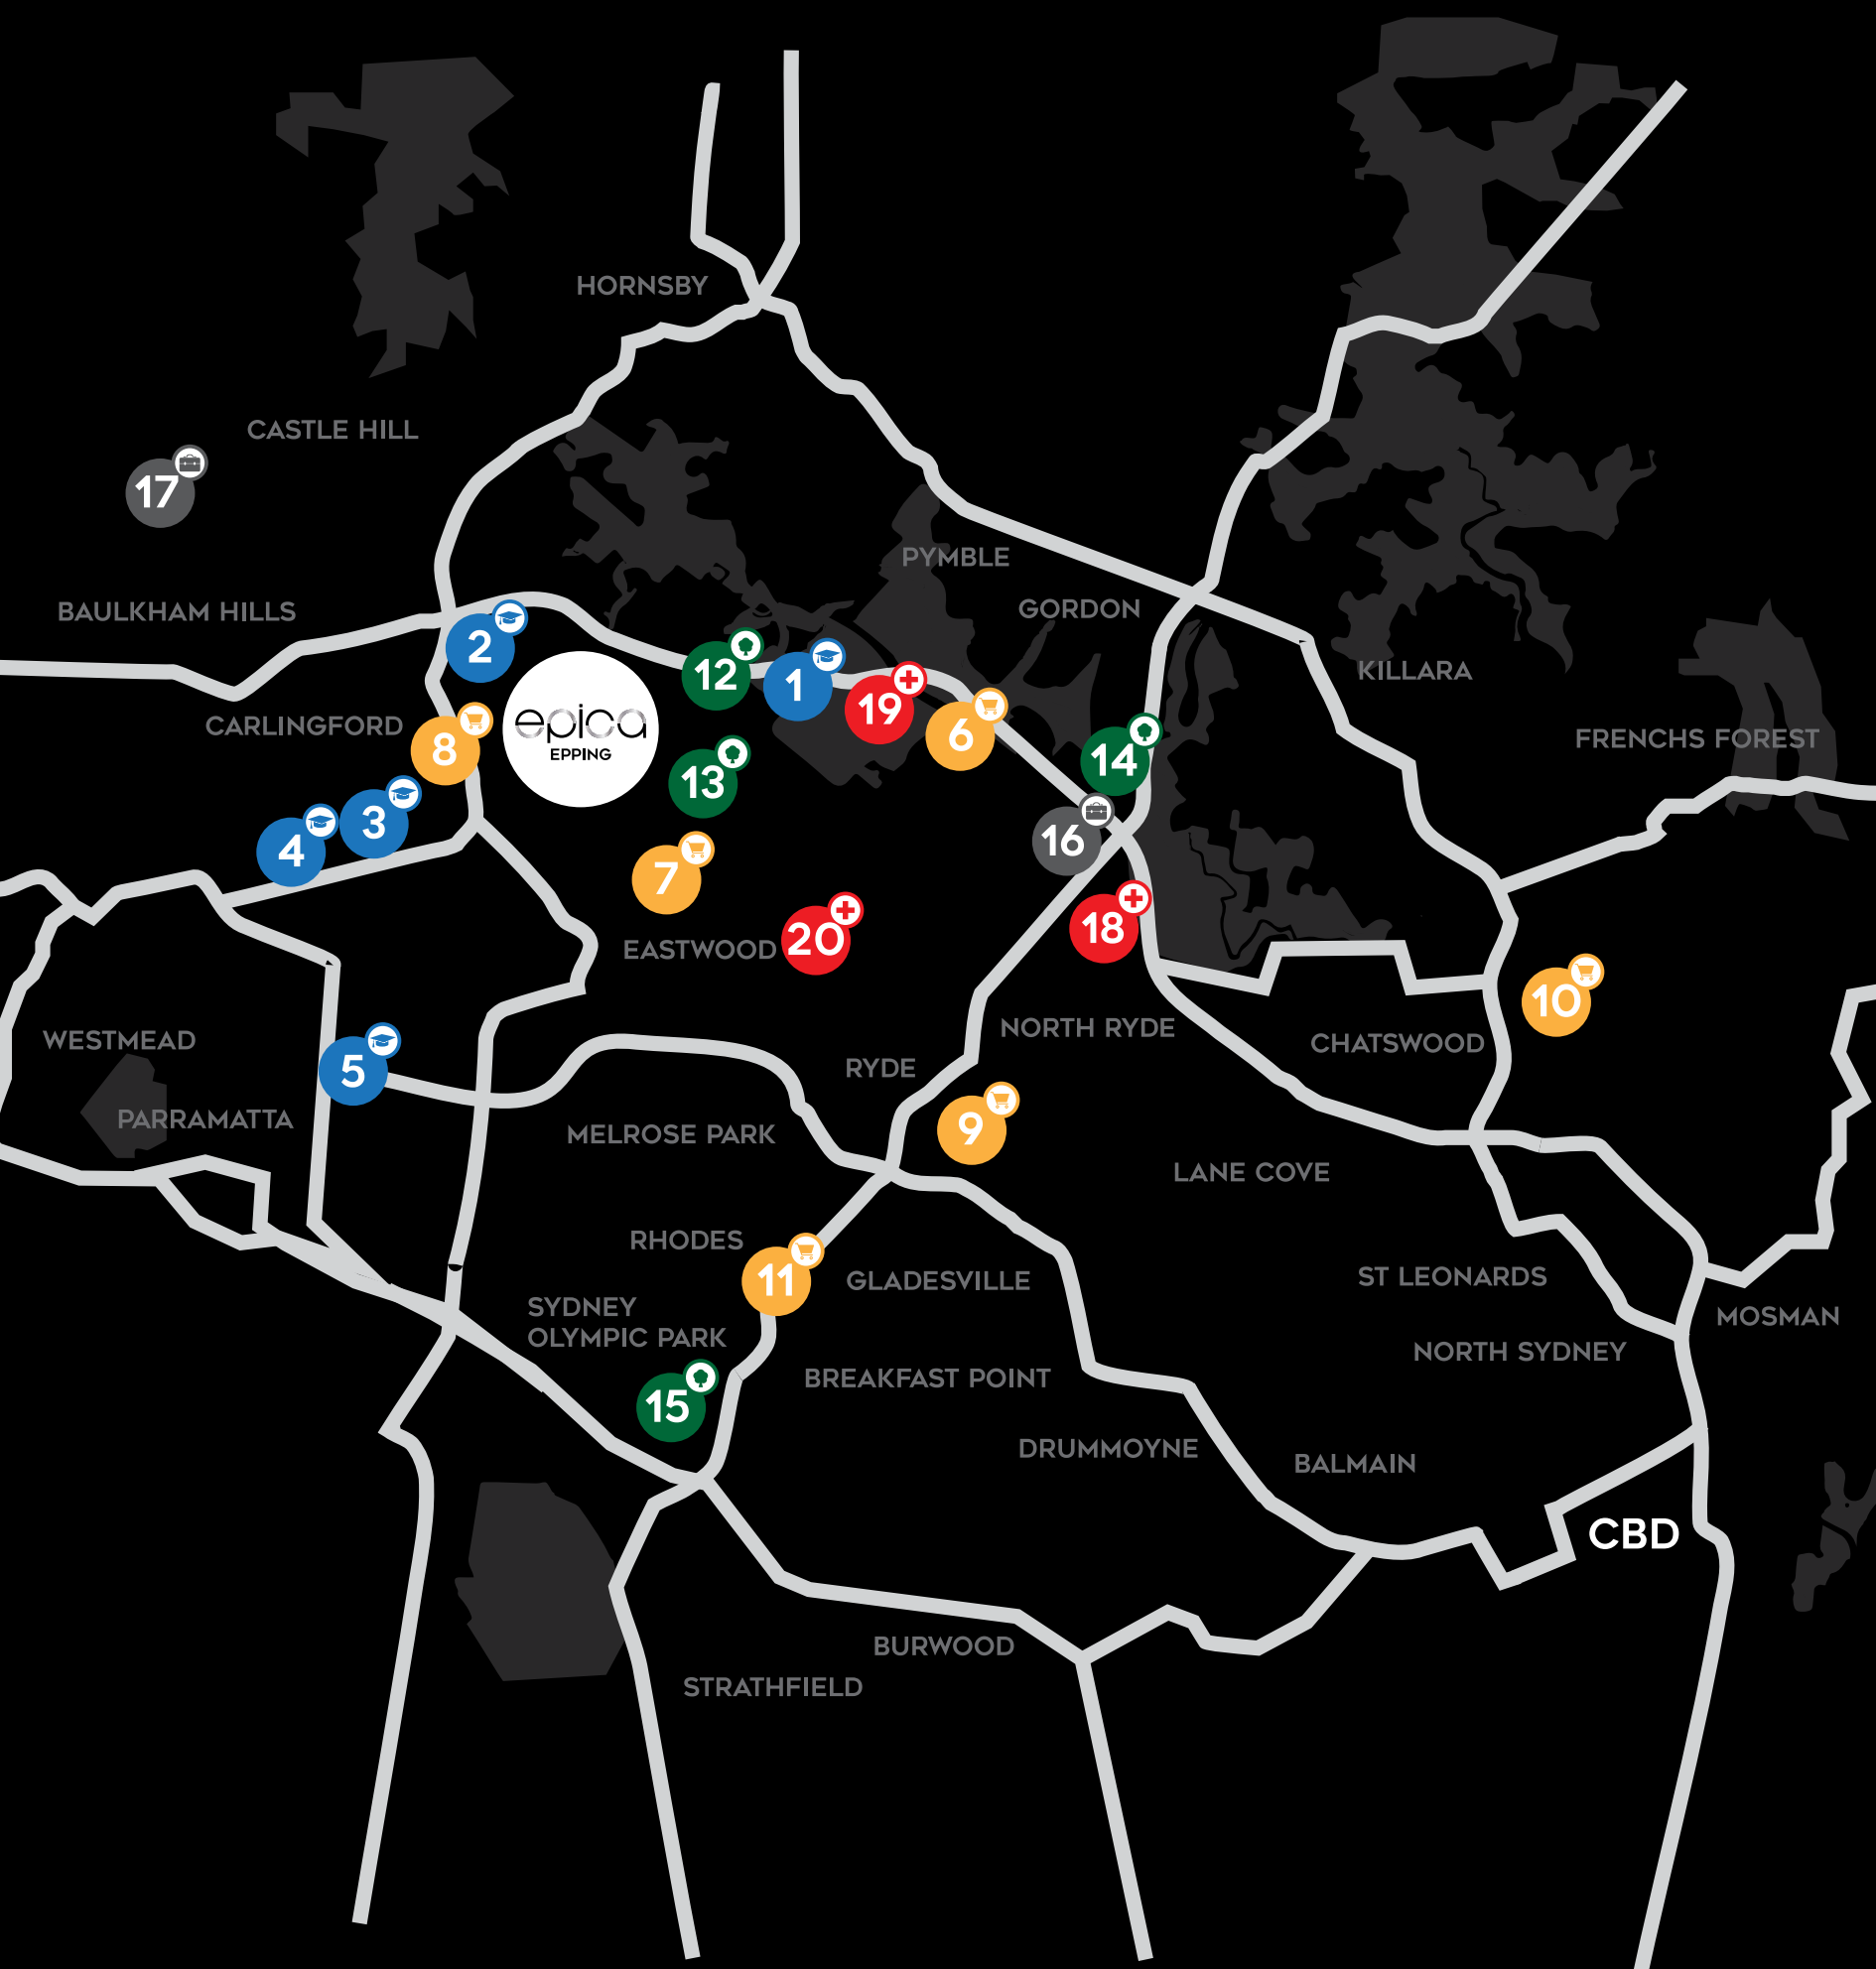 HORNSBY
CASTLE HILL
17
PYMBLE
BAULKHAM HILLS
GORDON
2
12
1
KILLARA
19
CARLINGFORD
epica
EPPING
8
6
FRENCHS FOREST
14
13
3
4
16
7
18
EASTWOOD
20
10
NORTH RYDE
WESTMEAD
CHATSWOOD
5
RYDE
PARRAMATTA
9
MELROSE PARK
LANE COVE
RHODES
11
GLADESVILLE
ST LEONARDS
SYDNEY
OLYMPIC PARK
MOSMAN
NORTH SYDNEY
BREAKFAST POINT
15
DRUMMOYNE
BALMAIN
CBD
BURWOOD
STRATHFIELD